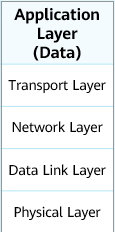 Application
Layer
(Data)
Transport Layer
Network Layer
Data Link Layer
Physical Layer